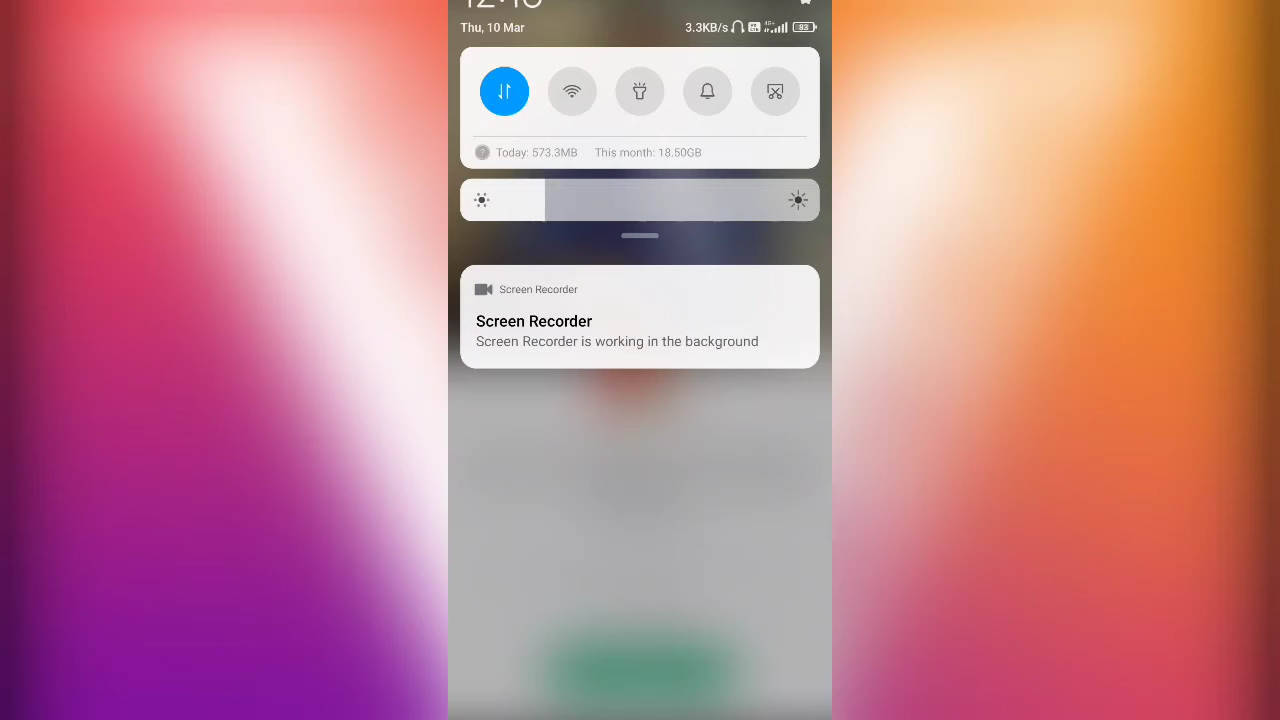 Thu, 10 Mar 3.3KB/s 83
Today: 573.3MB This month: 18.50GB
Screen Recorder
Screen Recorder
Screen Recorder is working in the background